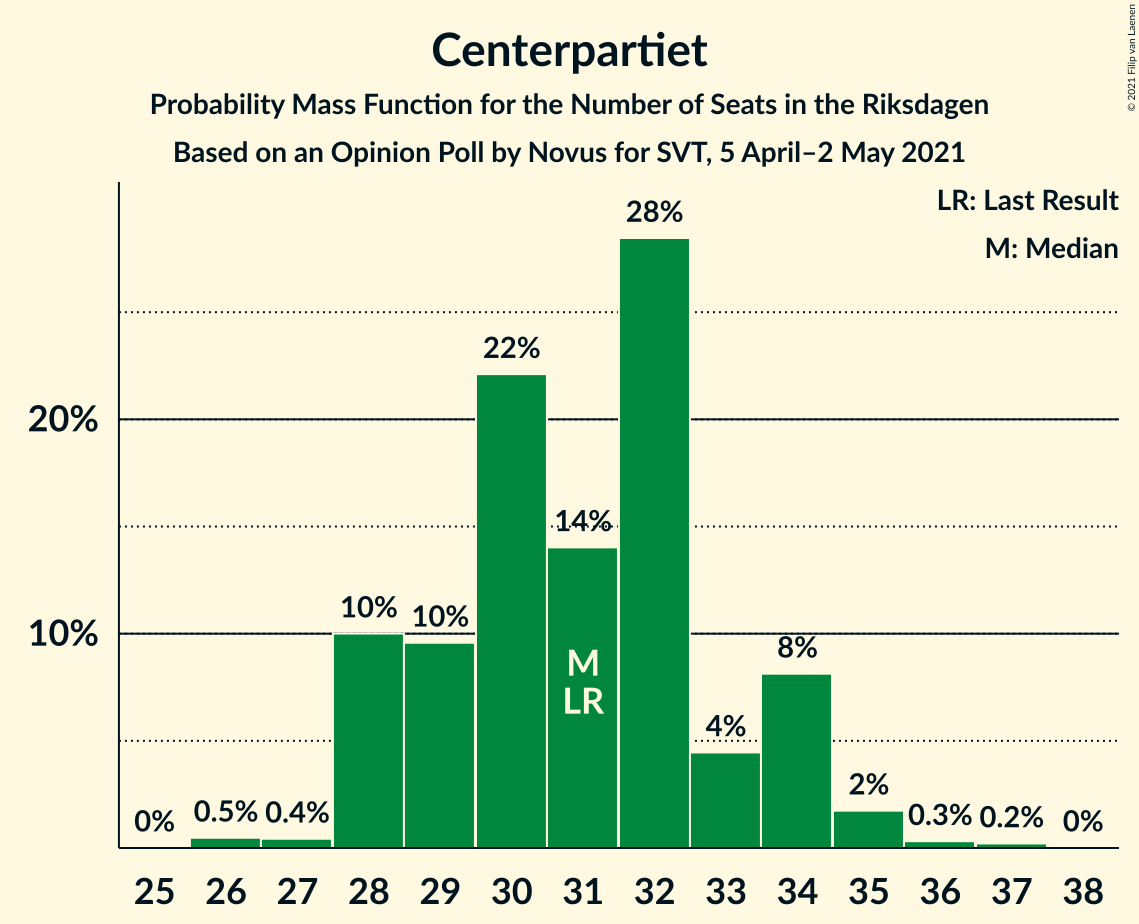 Centerpartiet
Probability Mass Function for the Number of Seats in the Riksdagen
Based on an Opinion Poll by Novus for SVT, 5 April–2 May 2021
© 2021 Filip van Laenen
LR: Last Result
M: Median
20%
10%
0%
0.5%
0.4%
10%
10%
22%
14%
28%
4%
8%
2%
0.3%
0.2%
0%
M
LR
25 26 27 28 29 30 31 32 33 34 35 36 37 38